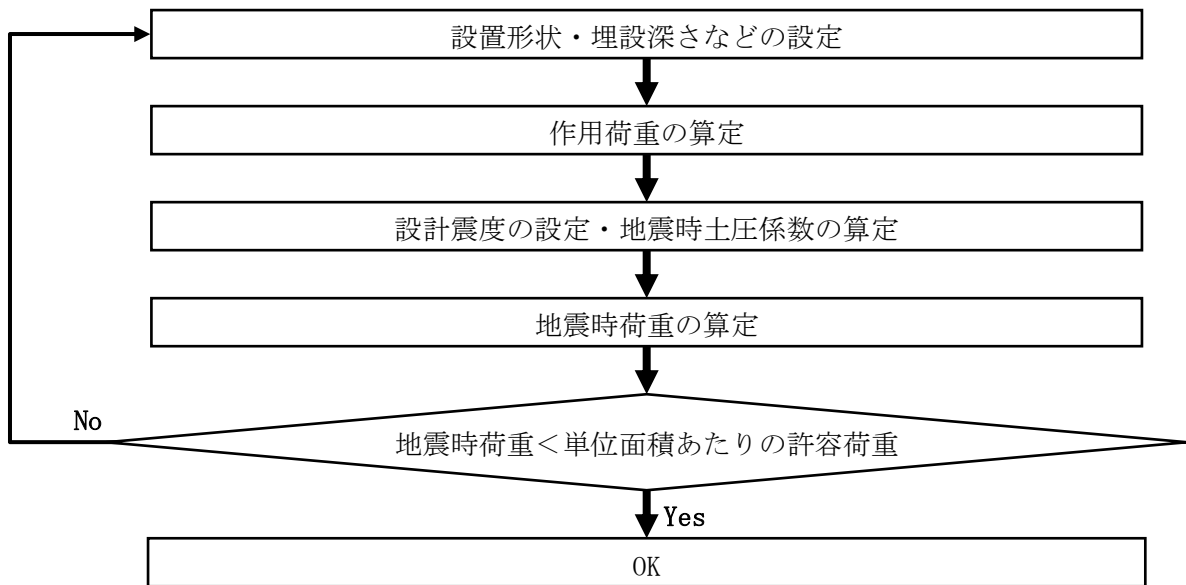 設置形状・埋設深さなどの設定
作用荷重の算定
設計震度の設定・地震時土圧係数の算定
地震時荷重の算定
No
地震時荷重＜単位面積あたりの許容荷重
Yes
OK